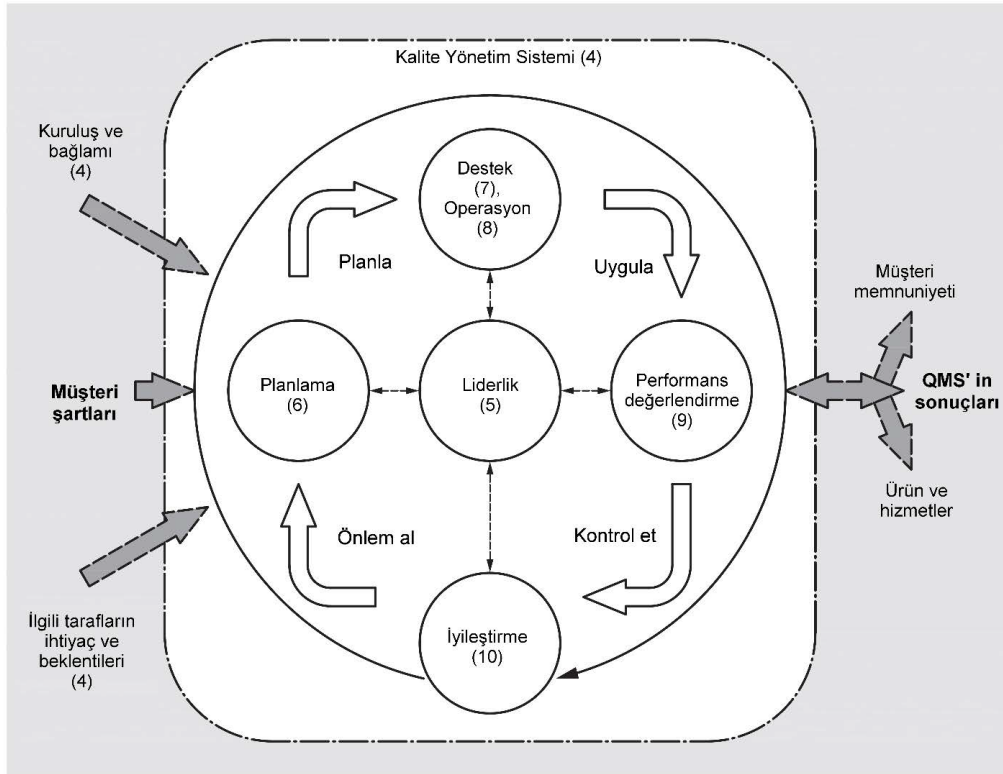 Kalite Yönetim Sistemi (4)
Kuruluş ve
bağlamı
(4)
Destek
(7),
Operasyon
(8)
Planla
Uygula
Müşteri
memnuniyeti
Müşteri
şartları
Planlama
(6)
Liderlik
(5)
Performans
değerlendirme
(9)
QMS' in
sonuçları
Ürün ve
hizmetler
Önlem al
Kontrol et
İlgili tarafların
ihtiyaç ve
beklentileri
(4)
İyileştirme
(10)